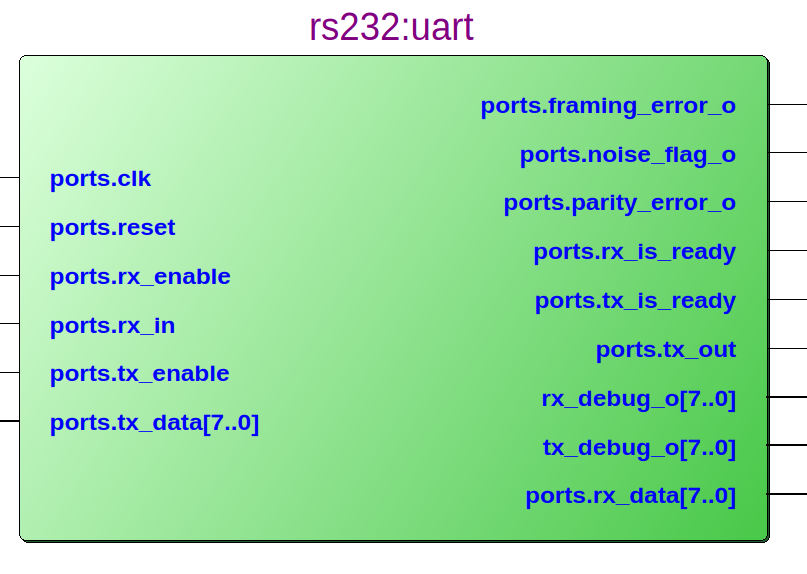 rs232:uart
ports.clk
ports.reset
ports.rx_enable
ports.rx_in
ports.tx_enable
ports.tx_data[7..0]
ports.framing_error_o
ports.noise_flag_o
ports.parity_error_o
ports.rx_is_ready
ports.tx_is_ready
ports.tx_out
rx_debug_o[7..0]
tx_debug_o[7..0]
ports.rx_data[7..0]